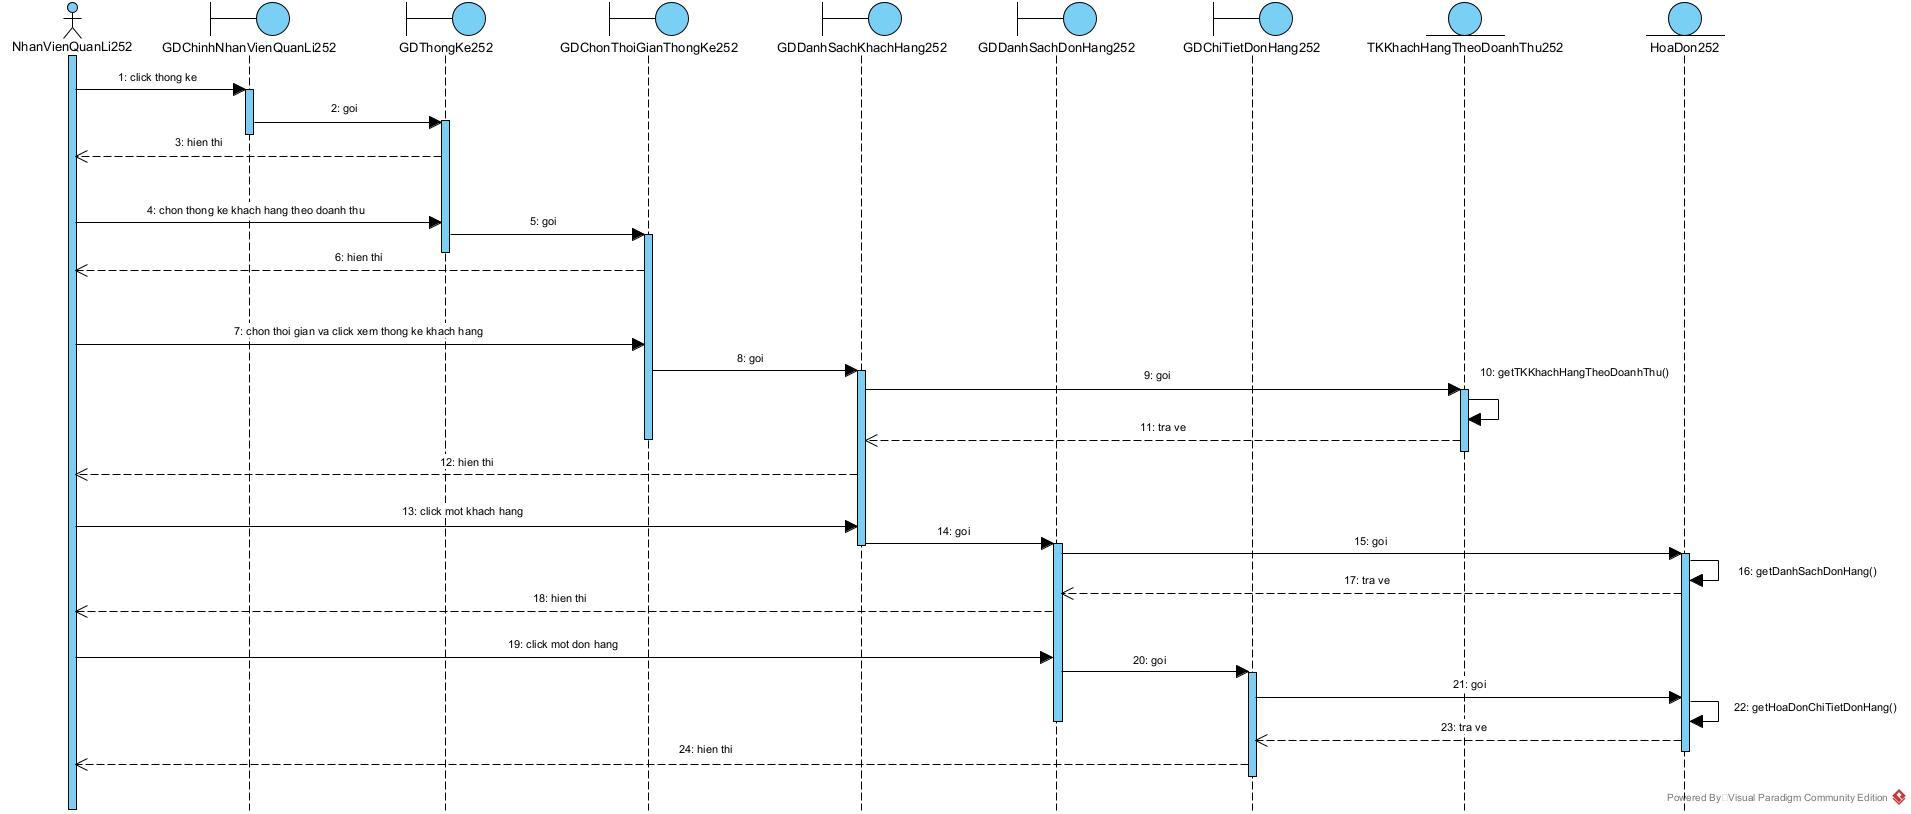 NhanVienQuanLi252
GDChinhNhanVienQuanLi252
GDThongKe252
GDChonThoiGianThongKe252
GDDanhSachKhachHang252
GDDanhSachDonHang252
GDChiTietDonHang252
TKKhachHangTheoDoanhThu252
HoaDon252
1: click thong ke
2: goi
3: hien thi
4: chon thong ke khach hang theo doanh thu
5: goi
6: hien thi
7: chon thoi gian va click xem thong ke khach hang
8: goi
9: goi
10: getTKKhachHangTheoDoanhThu()
11: tra ve
12: hien thi
13: click mot khach hang
14: goi
15: goi
16: getDanhSachDonHang()
17: tra ve
18: hien thi
19: click mot don hang
20: goi
21: goi
22: getHoaDonChiTietDonHang()
23: tra ve
24: hien thi
Powered By Visual Paradigm Community Edition